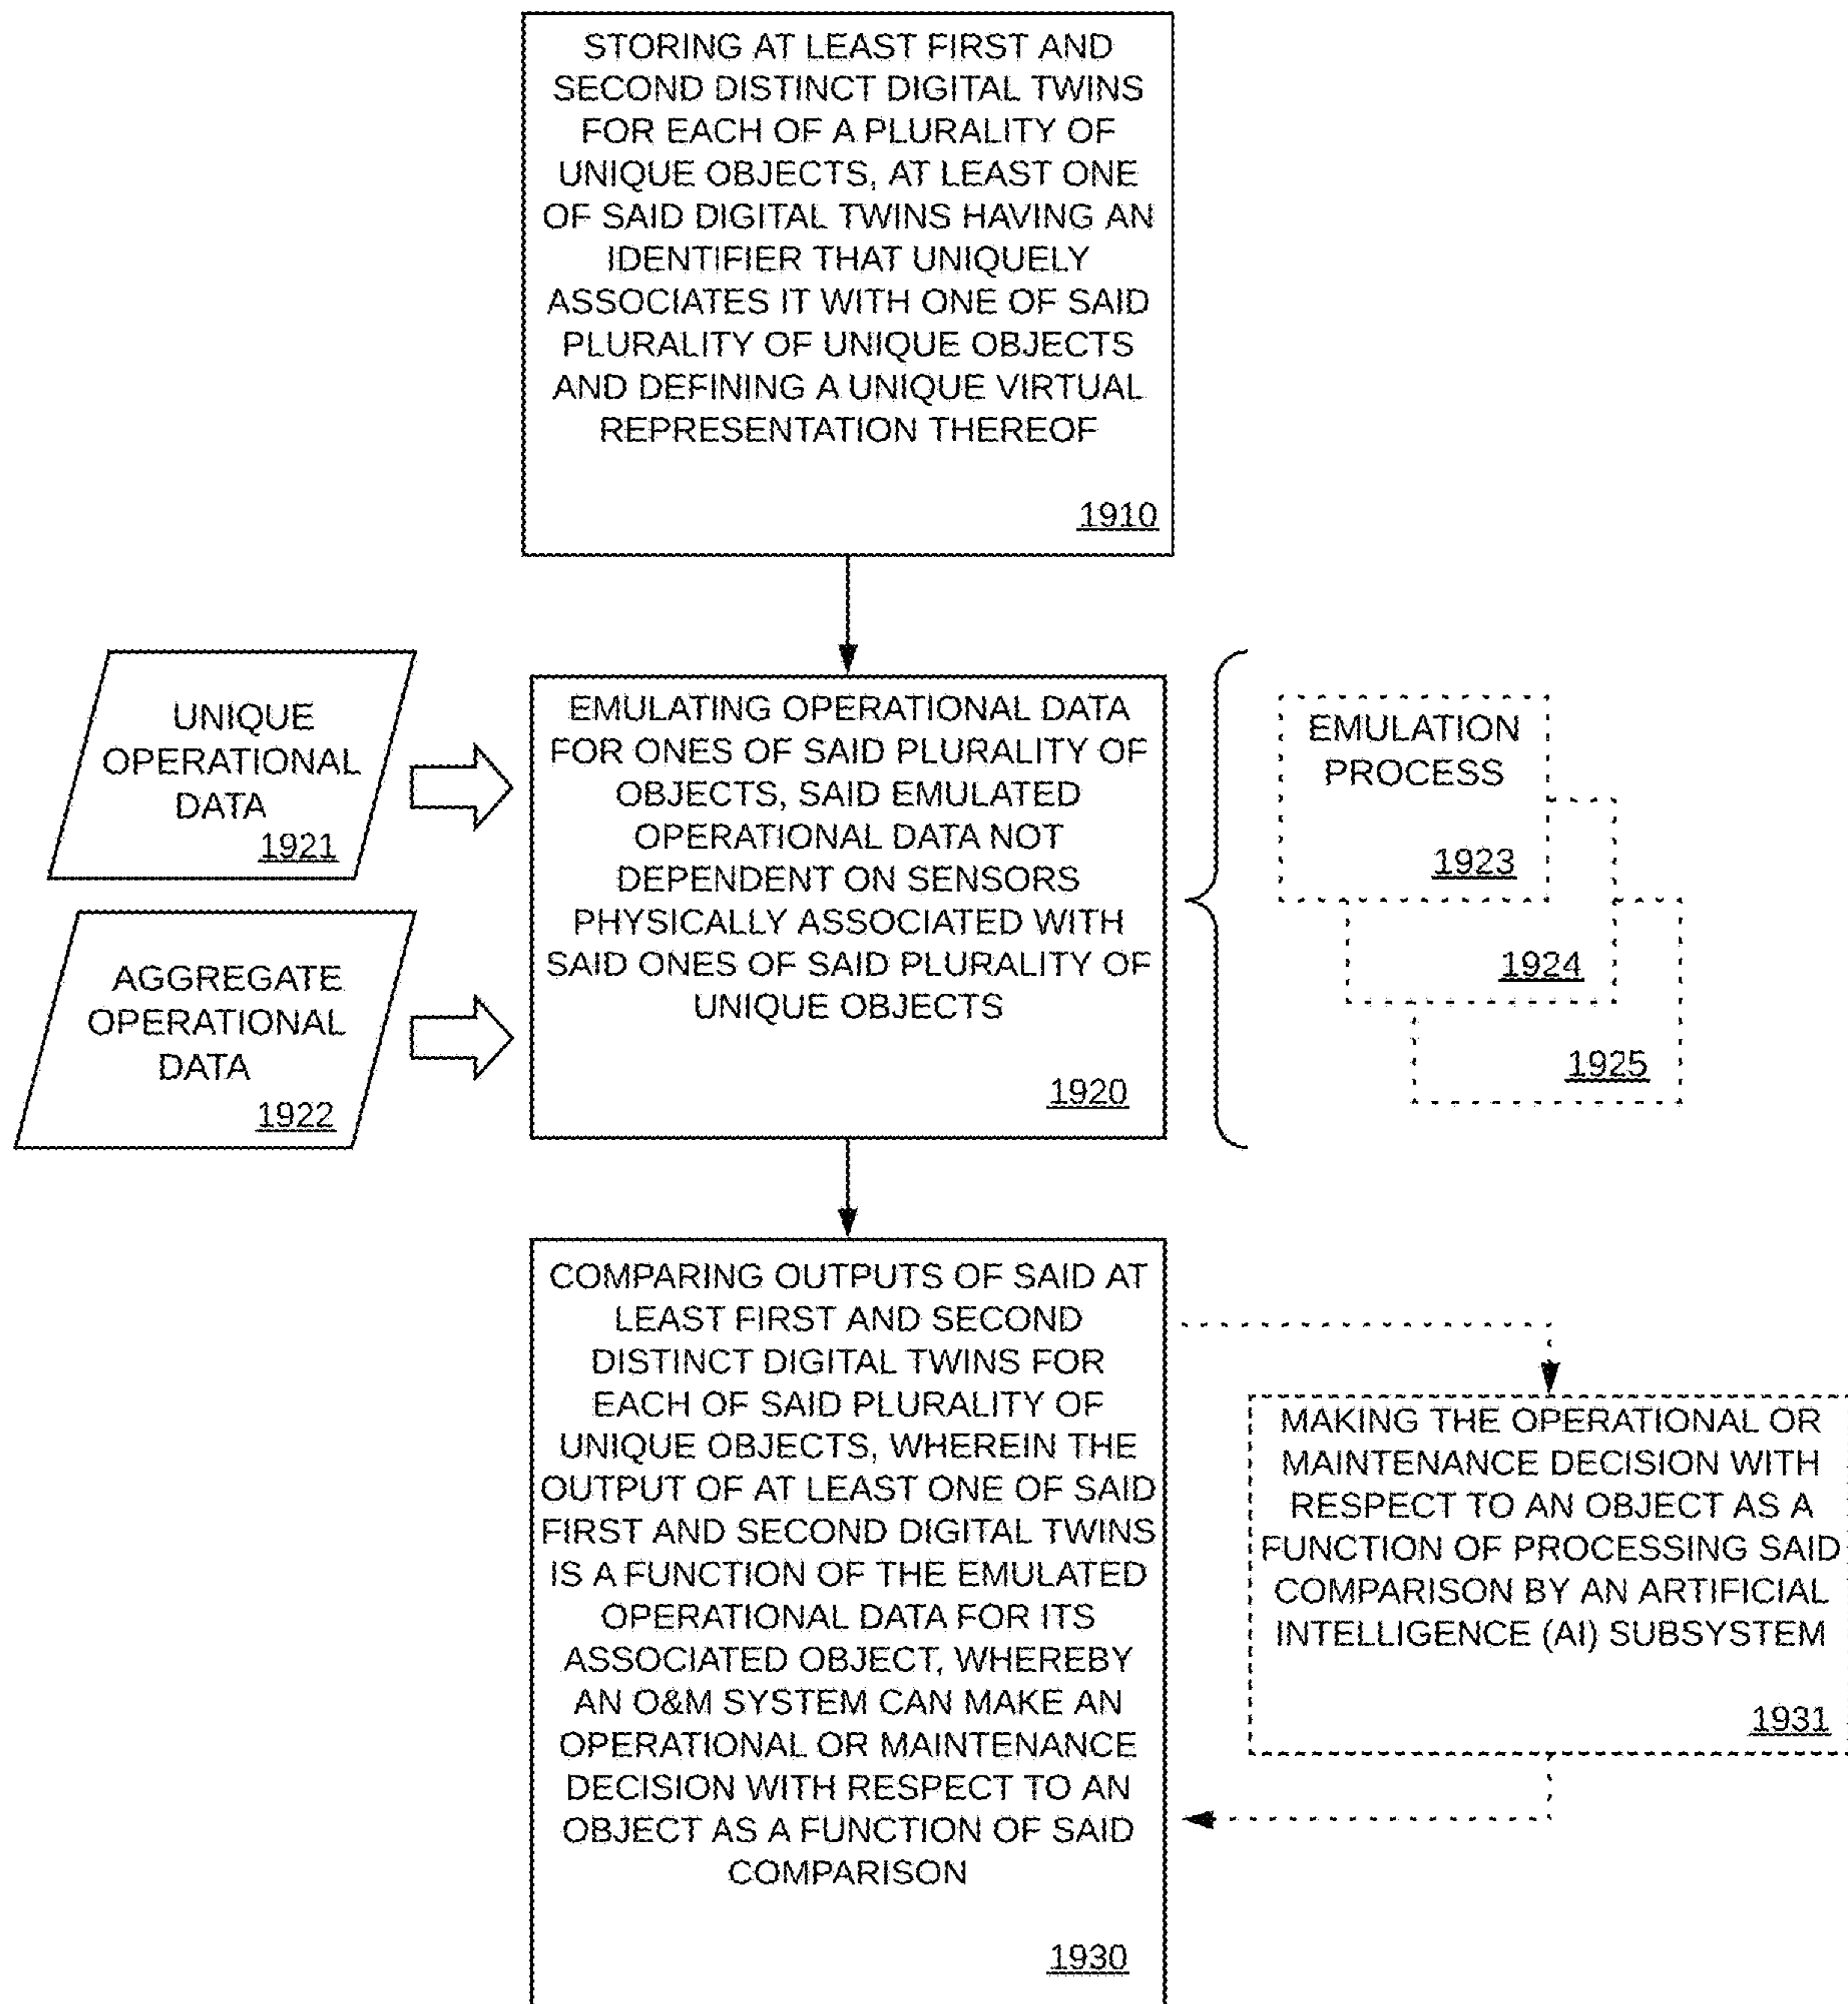 STORING AT LEAST FIRST AND
SECOND DISTINCT DIGITAL TWINS
FOR EACH OF A PLURALITY OF
UNIQUE OBJECTS, AT LEAST ONE
OF SAID DIGITAL TWINS HAVING AN
IDENTIFIER THAT UNIQUELY
ASSOCIATES IT WITH ONE OF SAID
PLURALITY OF UNIQUE OBJECTS
AND DEFINING A UNIQUE VIRTUAL
REPRESENTATION THEREOF
1910
UNIQUE
OPERATIONAL
DATA
1921
AGGREGATE
OPERATIONAL
DATA
1922
EMULATING OPERATIONAL DATA
FOR ONES OF SAID PLURALITY OF
OBJECTS, SAID EMULATED
OPERATIONAL DATA NOT
DEPENDENT ON SENSORS
PHYSICALLY ASSOCIATED WITH
SAID ONES OF SAID PLURALITY OF
UNIQUE OBJECTS
1920
EMULATION
PROCESS
1923
1924
1925
COMPARING OUTPUTS OF SAID AT
LEAST FIRST AND SECOND
DISTINCT DIGITAL TWINS FOR
EACH OF SAID PLURALITY OF
UNIQUE OBJECTS, WHEREIN THE
OUTPUT OF AT LEAST ONE OF SAID
FIRST AND SECOND DIGITAL TWINS
IS A FUNCTION OF THE EMULATED
OPERATIONAL DATA FOR ITS
ASSOCIATED OBJECT, WHEREBY
AN O&M SYSTEM CAN MAKE AN
OPERATIONAL OR MAINTENANCE
DECISION WITH RESPECT TO AN
OBJECT AS A FUNCTION OF SAID
COMPARISON
1930
MAKING THE OPERATIONAL OR
MAINTENANCE DECISION WITH
RESPECT TO AN OBJECT AS A
FUNCTION OF PROCESSING SAID
COMPARISON BY AN ARTIFICIAL
INTELLIGENCE (AI) SUBSYSTEM
1931